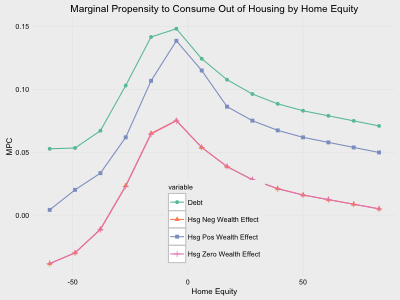 Marginal Propensity to Consume Out of Housing by Home Equity
0.15
0.10
0.05
0.00
MPC
variable
Debt
Hsg Neg Wealth Effect
Hsg Pos Wealth Effect
Hsg Zero Wealth Effect
-50
0
50
Home Equity